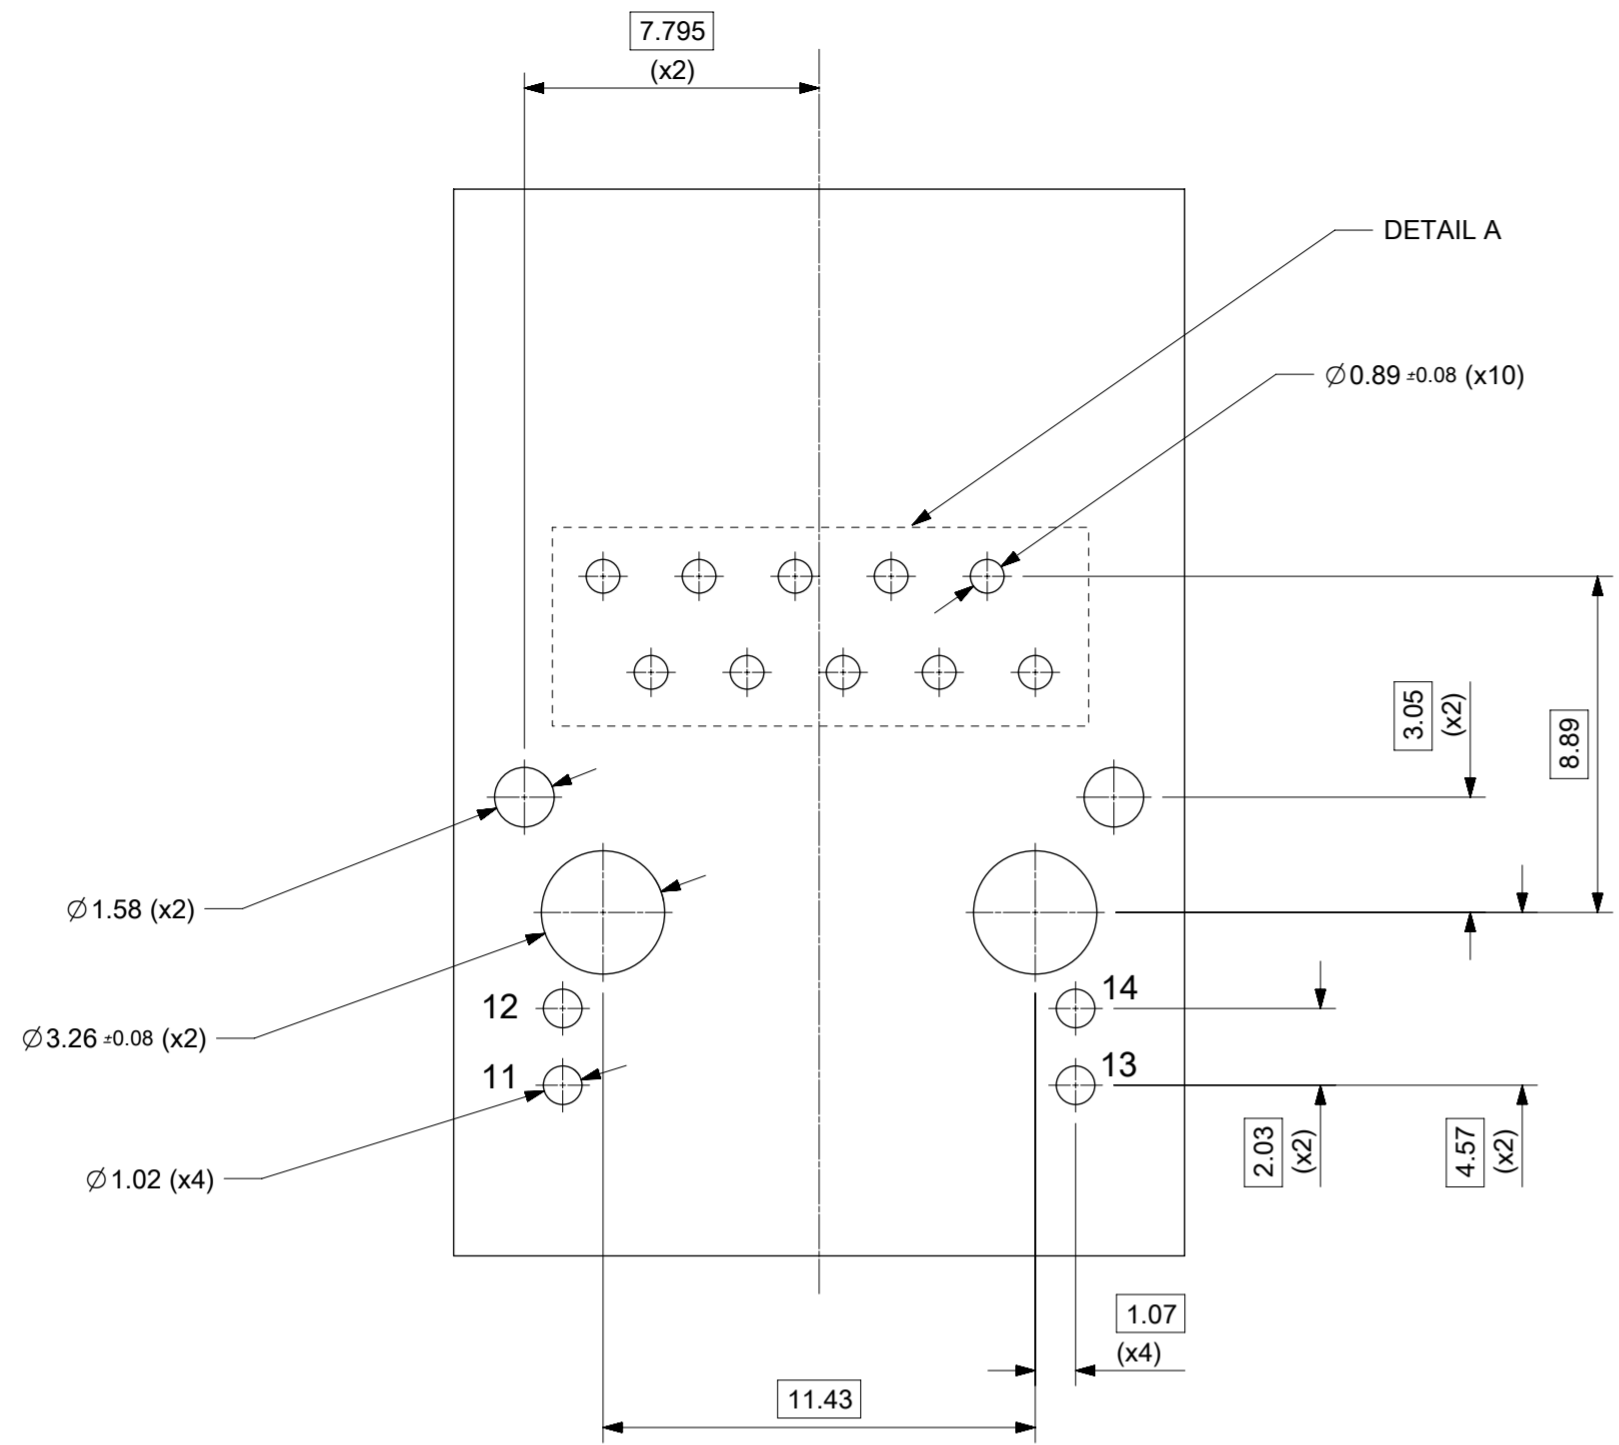 7.795
(x2)
DETAIL A
∅0.89 ±0.08 (x10)
3.05
(x2)
8.89
∅1.58 (x2)
12
14
∅3.26 ±0.08 (x2)
11
13
2.03
(x2)
4.57
(x2)
∅1.02 (x4)
1.07
(x4)
11.43